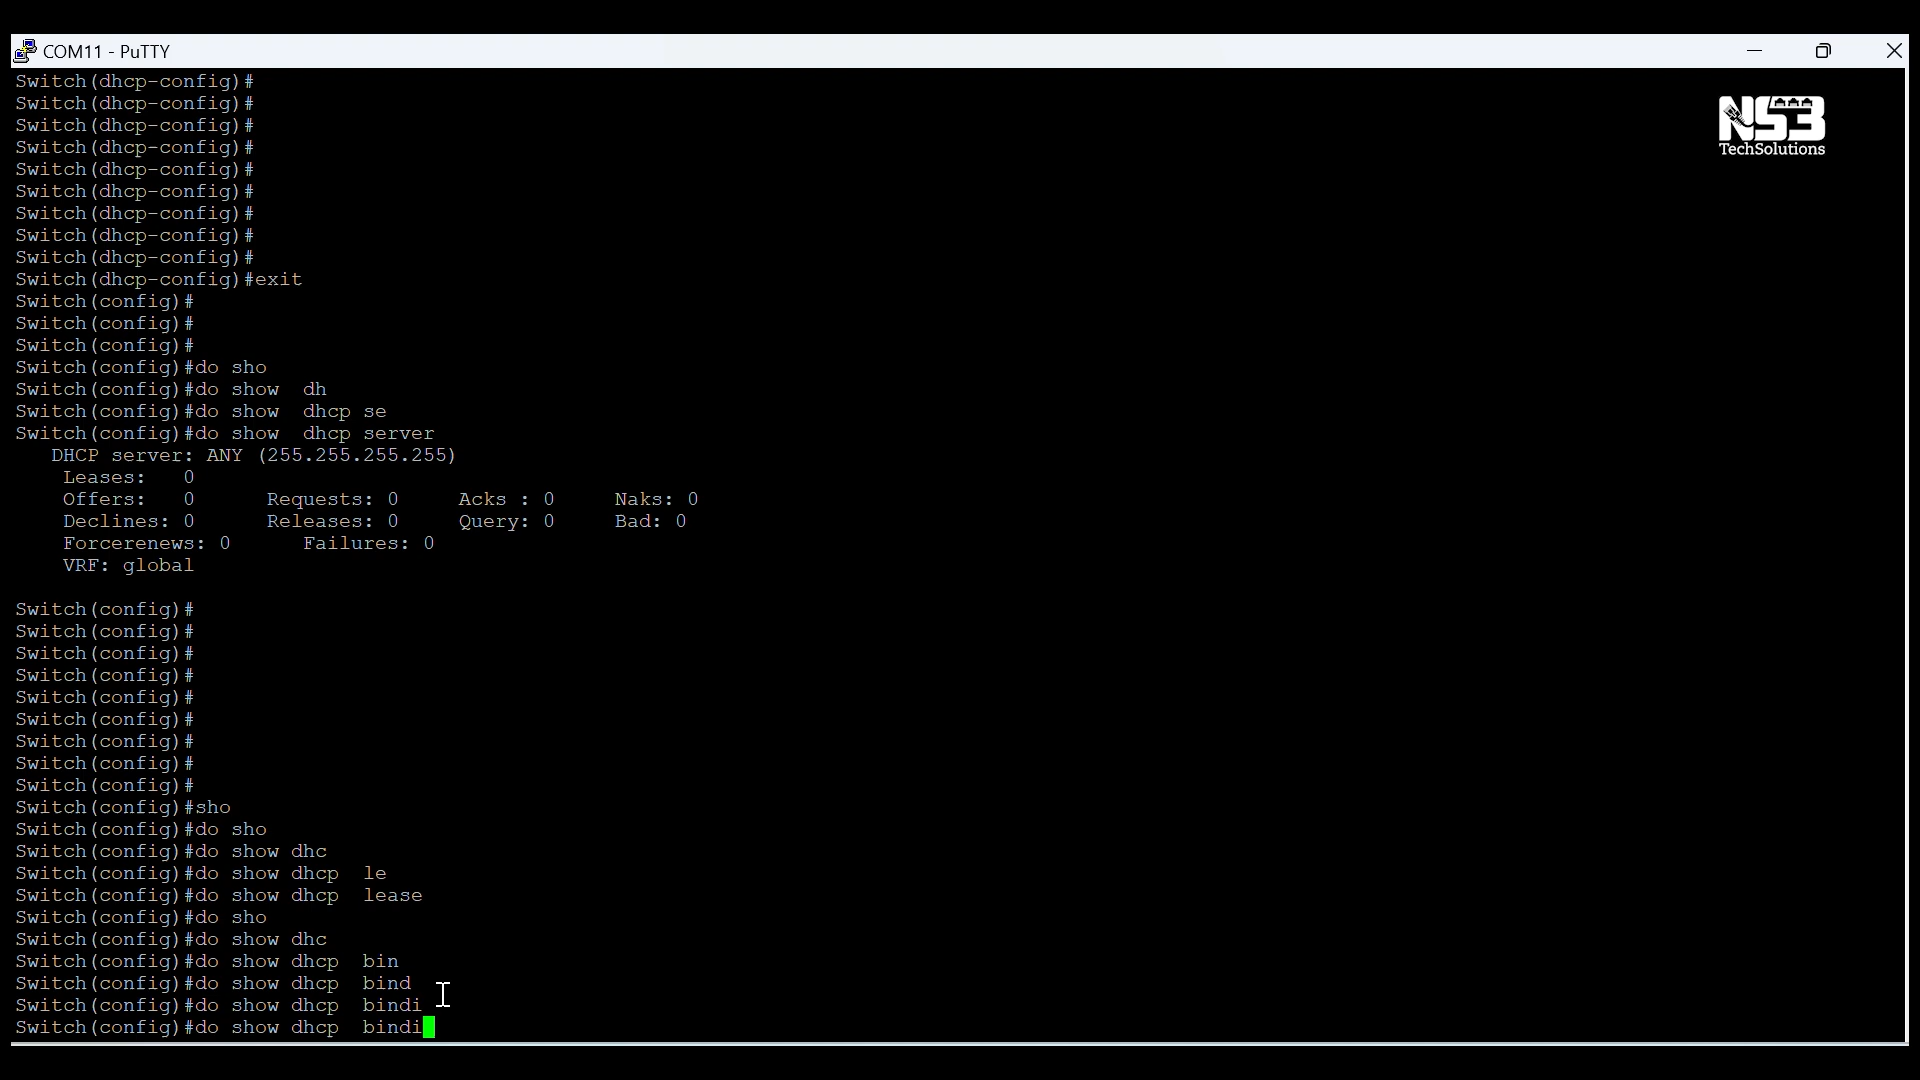 COM11 - PuTTY
Switch(dhcp-config)#
Switch(dhcp-config)#
Switch(dhcp-config)#
Switch(dhcp-config)#
Switch(dhcp-config)#
Switch(dhcp-config)#
Switch(dhcp-config)#
Switch(dhcp-config)#
Switch(dhcp-config)#
Switch(dhcp-config)#exit
Switch(config)#
Switch(config)#
Switch(config)#
Switch(config)#do sho
Switch(config)#do show  dh
Switch(config)#do show  dhcp se
Switch(config)#do show  dhcp server
   DHCP server: ANY (255.255.255.255)
    Leases:   0
    Offers:   0      Requests: 0     Acks : 0     Naks: 0
    Declines: 0      Releases: 0     Query: 0     Bad: 0
    Forcerenews: 0      Failures: 0
    VRF: global
Switch(config)#
Switch(config)#
Switch(config)#
Switch(config)#
Switch(config)#
Switch(config)#
Switch(config)#
Switch(config)#
Switch(config)#
Switch(config)#sho
Switch(config)#do sho
Switch(config)#do show dhc
Switch(config)#do show dhcp  le
Switch(config)#do show dhcp  lease
Switch(config)#do sho
Switch(config)#do show dhc
Switch(config)#do show dhcp  bin
Switch(config)#do show dhcp  bind
Switch(config)#do show dhcp  bindi
Switch(config)#do show dhcp  bindi
NS3
TechSolutions